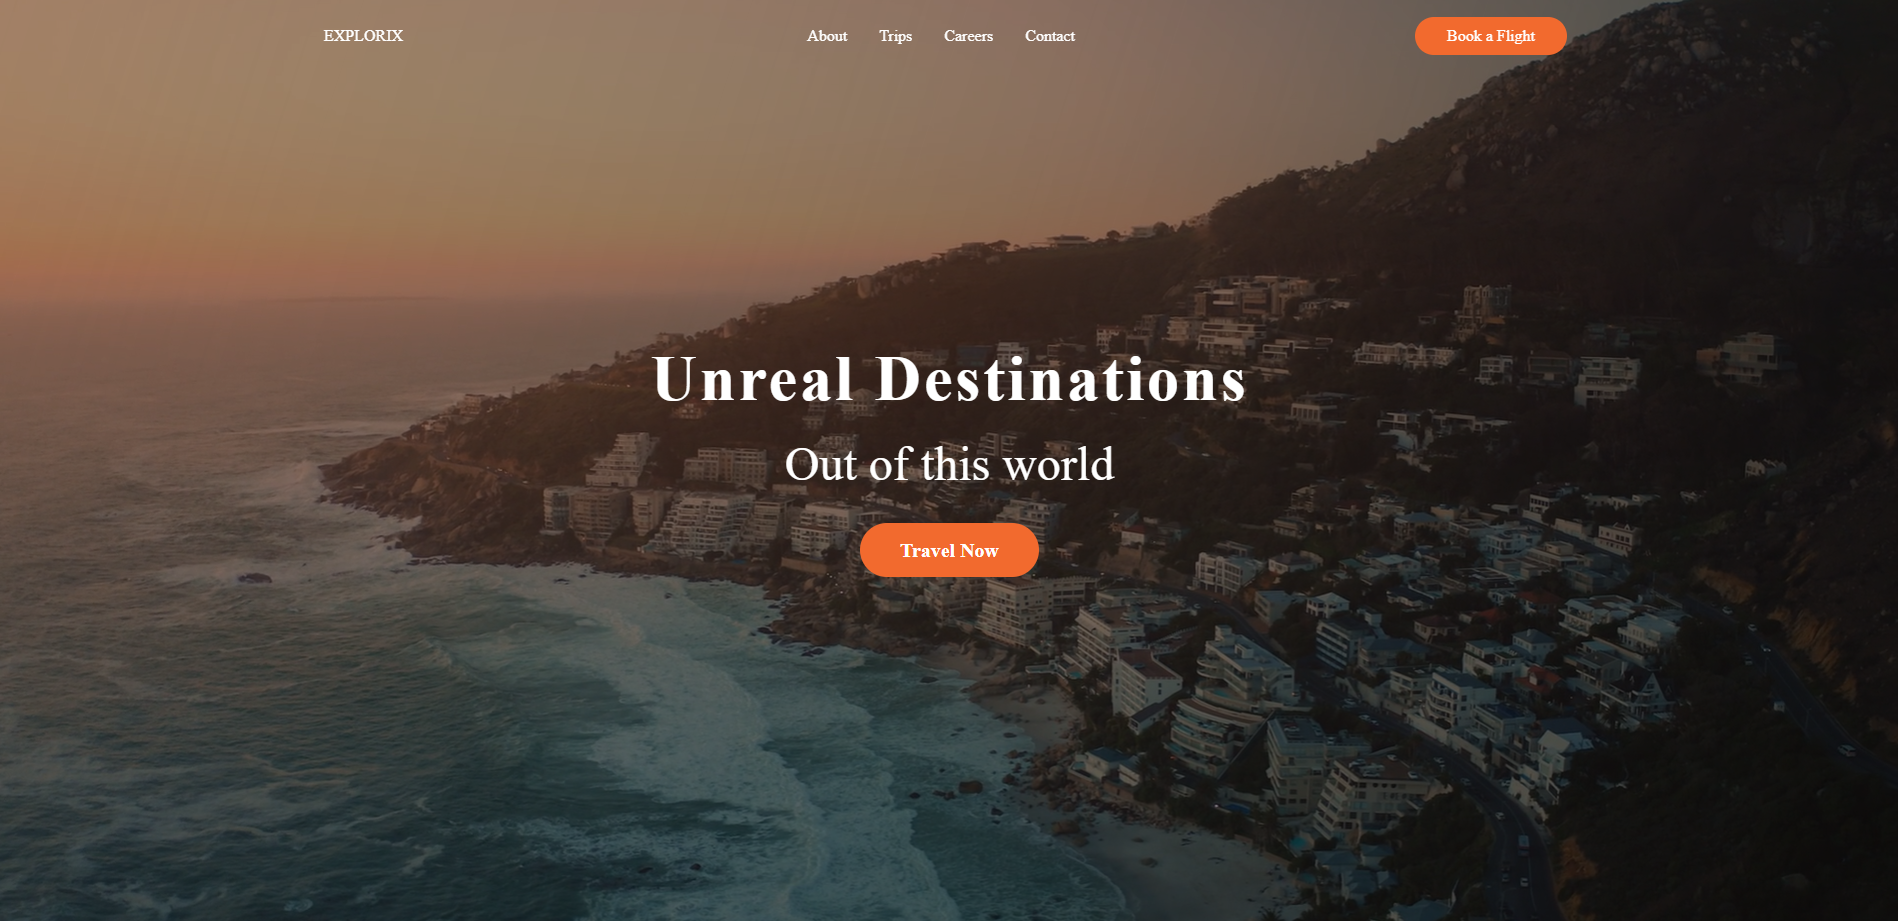 EXPLORIX
About Trips Careers Contact
Book a Flight
Unreal Destinations
Out of this world
Travel Now